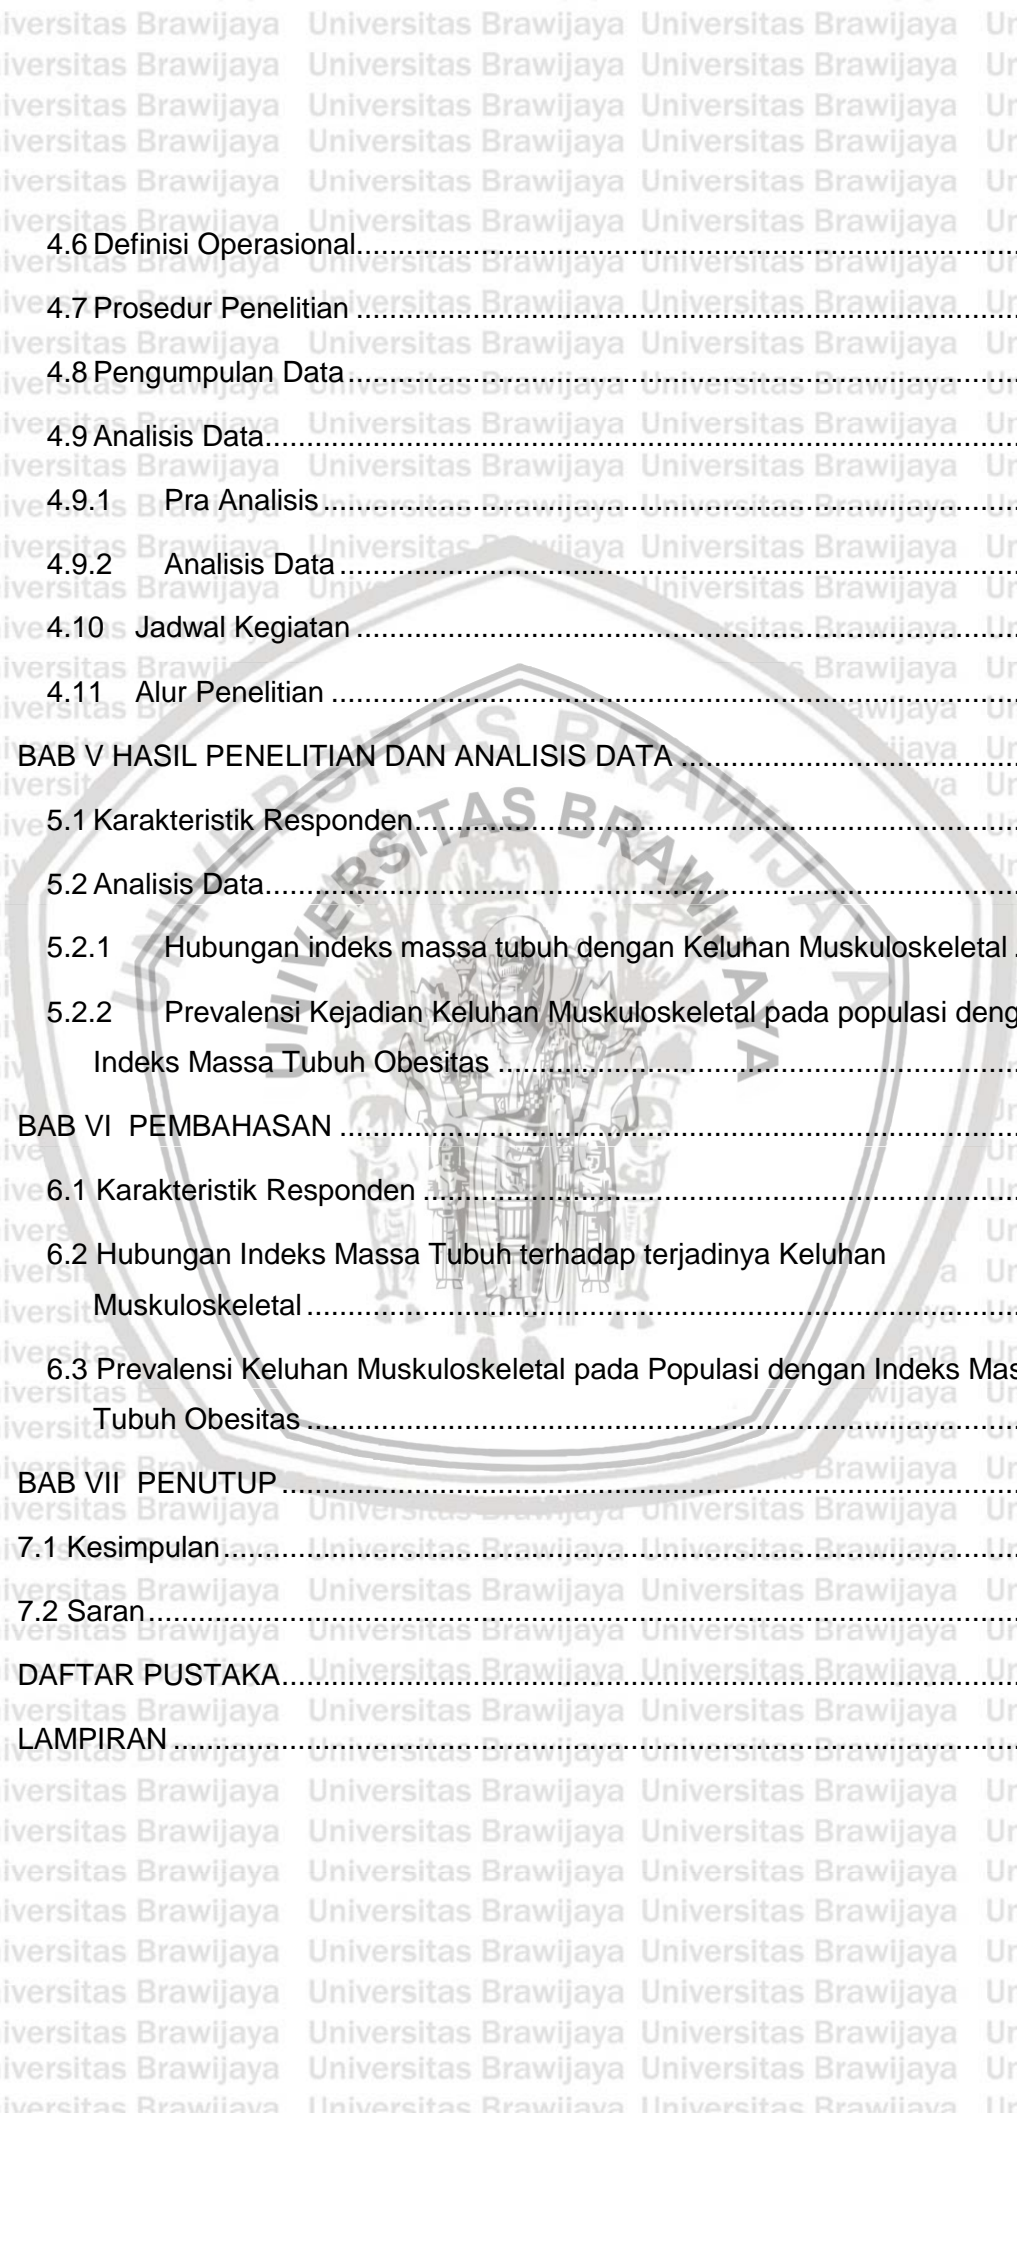 4.6 Definisi Operasional....................................................................................
4.7 Prosedur Penelitian ....................................................................................
4.8 Pengumpulan Data....................................................................................
4.9 Analisis Data....................................................................................
4.9.1 Pra Analisis....................................................................................
4.9.2 Analisis Data....................................................................................
4.10 Jadwal Kegiatan ....................................................................................
4.11 Alur Penelitian ....................................................................................
BAB V HASIL PENELITIAN DAN ANALISIS DATA ........................................
5.1 Karakteristik Responden....................................................................................
5.2 Analisis Data....................................................................................
5.2.1 Hubungan indeks massa tubuh dengan Keluhan Muskuloskeletal .
5.2.2 Prevalensi Kejadian Keluhan Muskuloskeletal pada populasi deng
Indeks Massa Tubuh Obesitas ................................................................
BAB VI PEMBAHASAN ....................................................................................
6.1 Karakteristik Responden ....................................................................................
6.2 Hubungan Indeks Massa Tubuh terhadap terjadinya Keluhan
Muskuloskeletal ....................................................................................
6.3 Prevalensi Keluhan Muskuloskeletal pada Populasi dengan Indeks Mas
Tubuh Obesitas ....................................................................................
BAB VII PENUTUP ....................................................................................
7.1 Kesimpulan....................................................................................
7.2 Saran....................................................................................
DAFTAR PUSTAKA....................................................................................
LAMPIRAN ....................................................................................
UNIVERSITAS BRAWIJAYA
UNIVERSITAS BRAWIJAYA